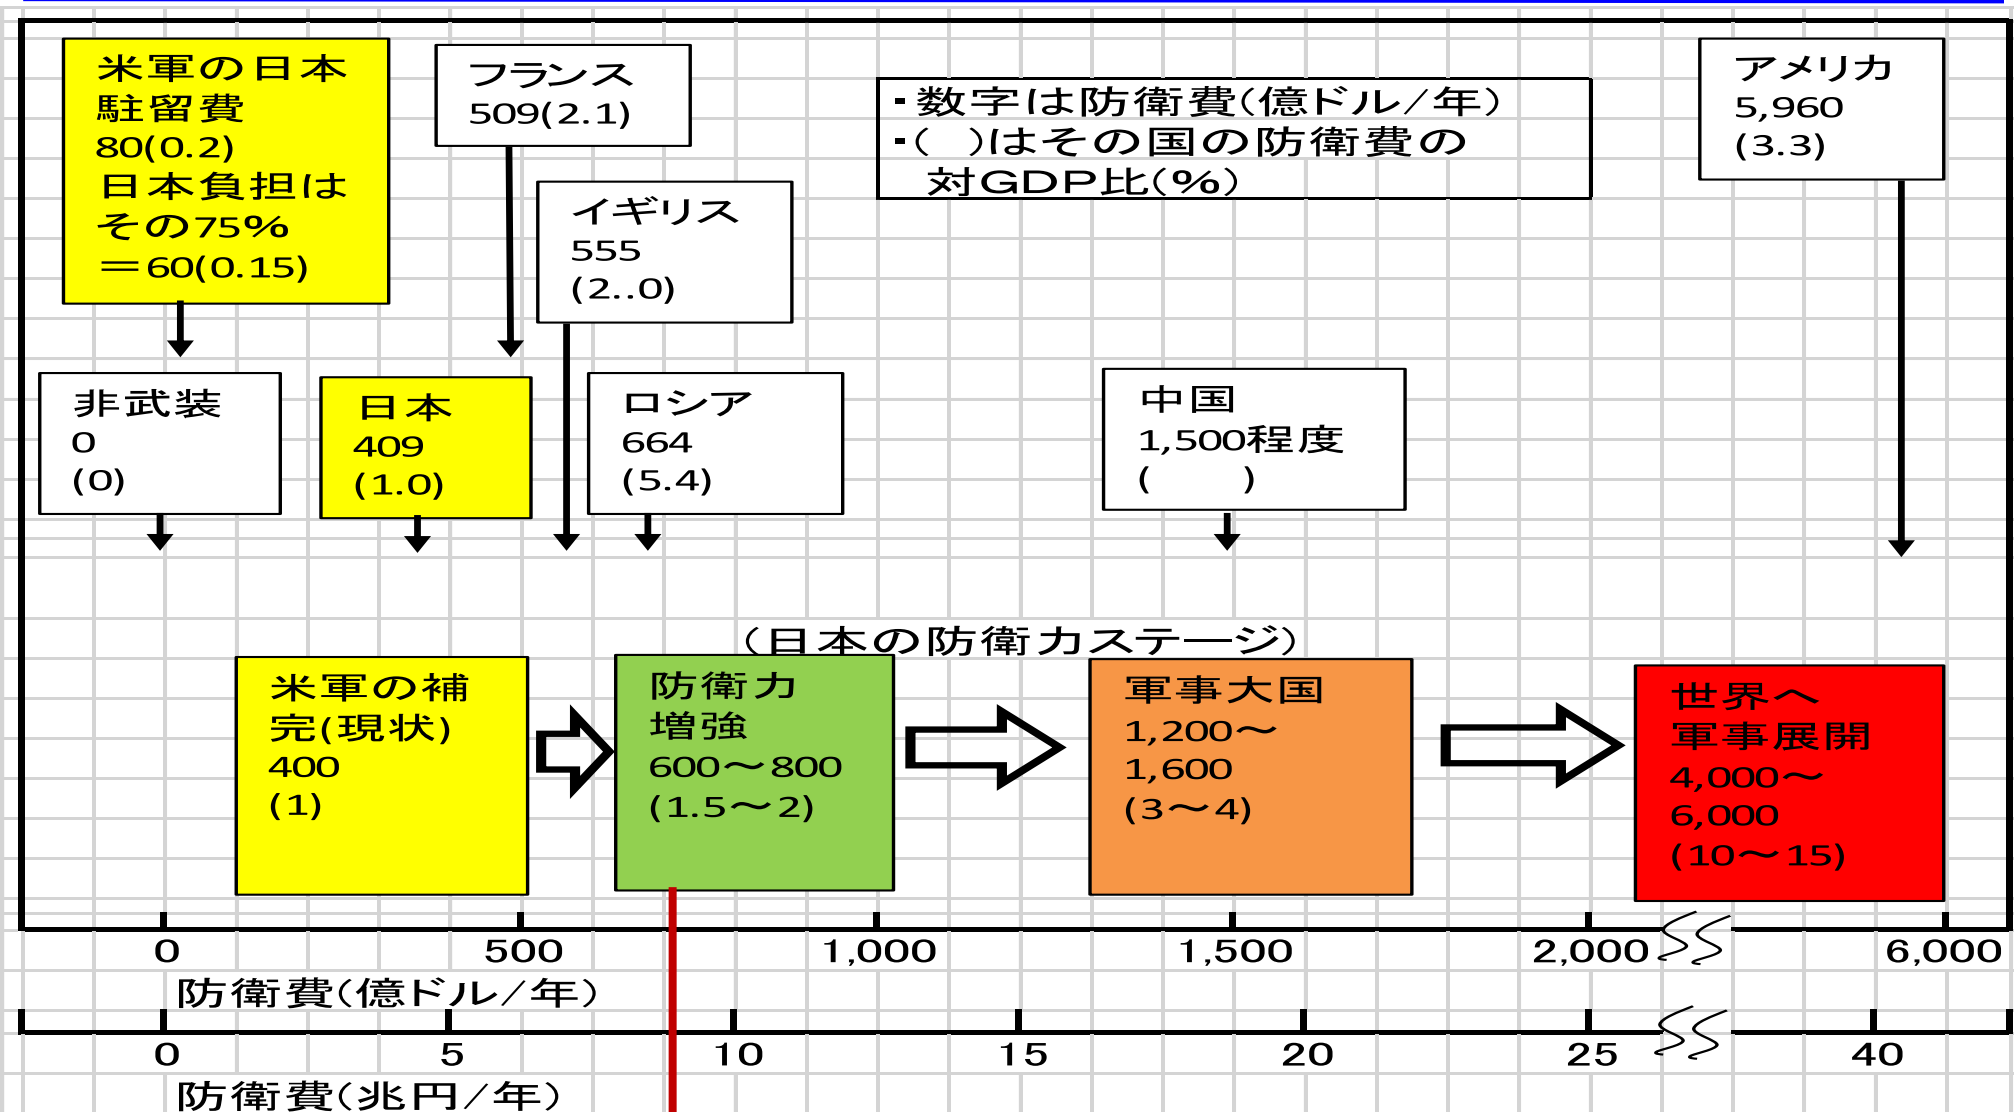 米軍の日本
駐留費
80(0.2)
日本負担は
その75%
=60(0.15)
フランス
509(2.1)
イギリス
555
(2..0)
・数字は防衛費(億ドル/年)
・(　)はその国の防衛費の
対GDP比(%)
アメリカ
5,960
(3.3)
非武装
0
(0)
日本
409
(1.0)
ロシア
664
(5.4)
中国
1,500程度
(　　)
(日本の防衛力ステージ)
米軍の補
完(現状)
400
(1)
防衛力
増強
600～800
(1.5～2)
軍事大国
1,200～
1,600
(3～4)
世界へ
軍事展開
4,000～
6,000
(10～15)
0 500 1,000 1,500 2,000 6,000
防衛費(億ドル/年)
0 5 10 15 20 25 40
防衛費(兆円/年)